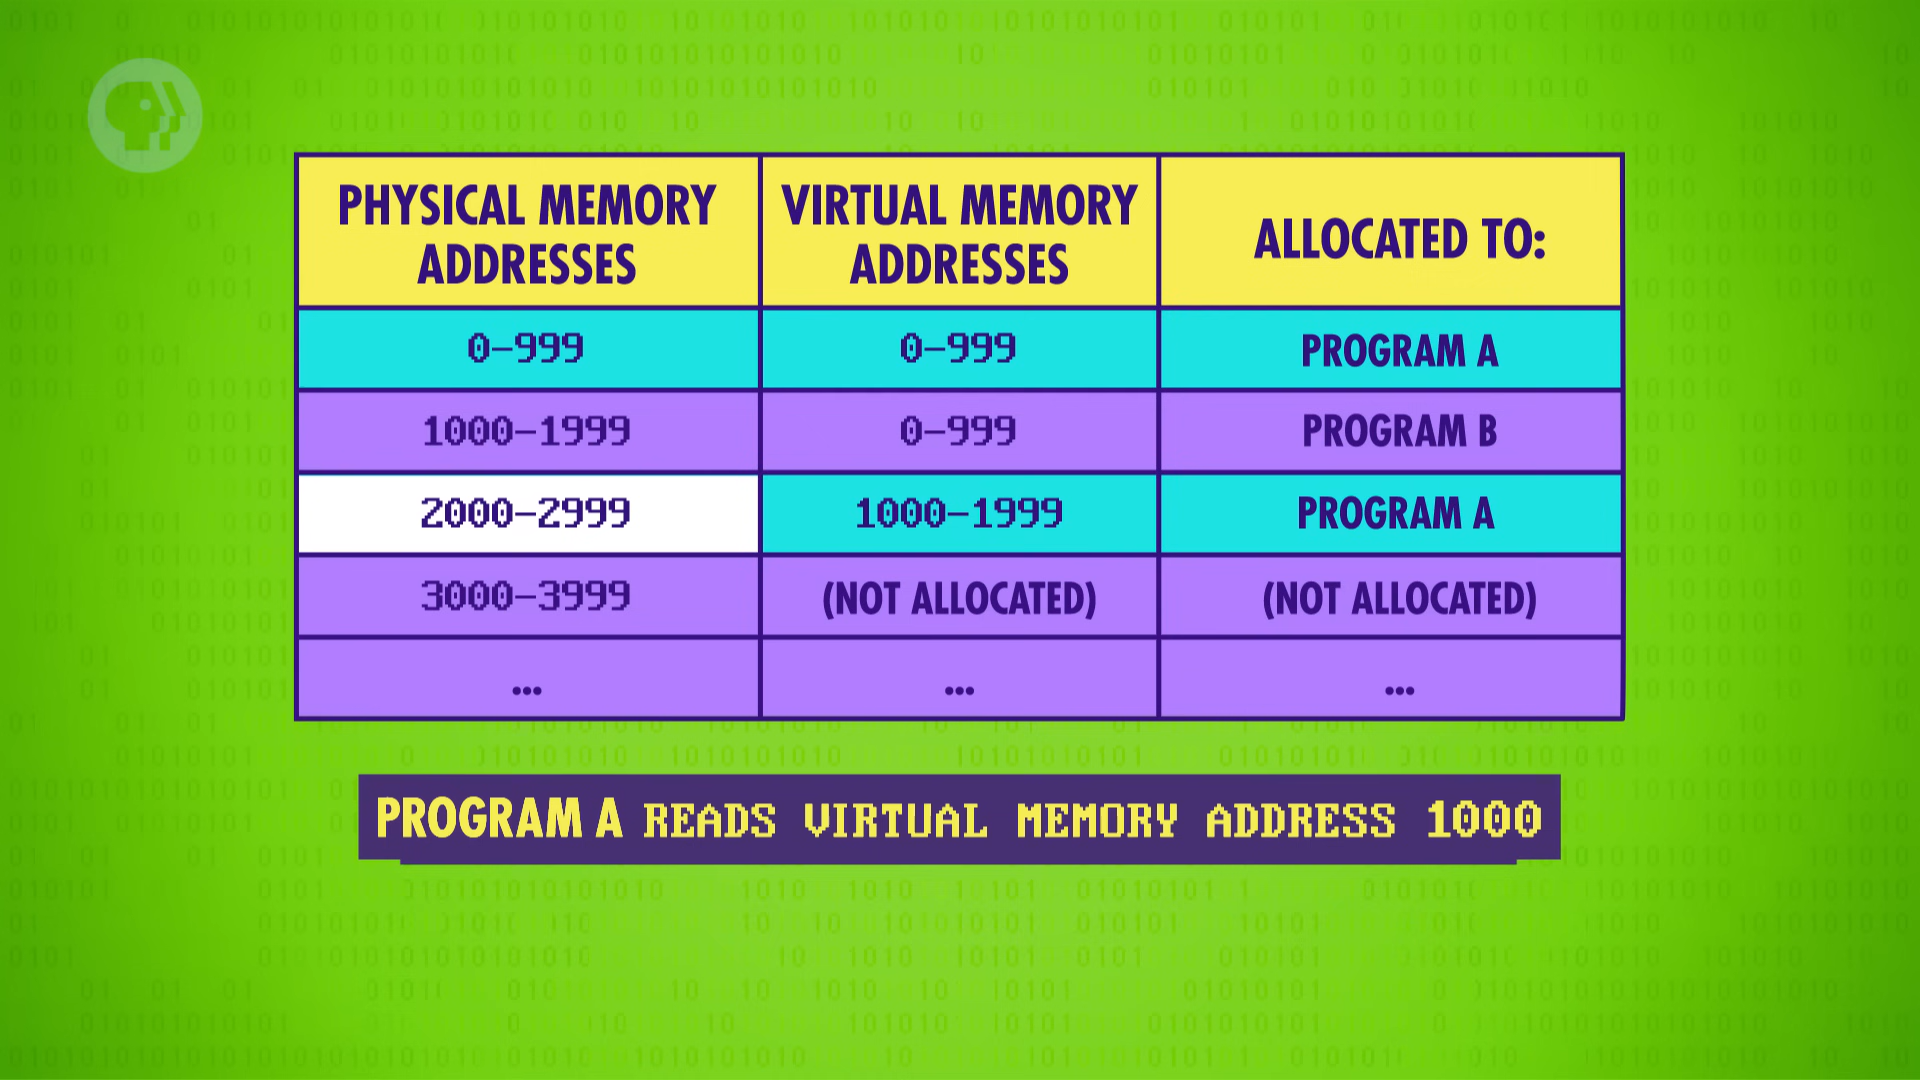 PHYSICAL MEMORY
ADDRESSES
VIRTUAL MEMORY
ADDRESSES
ALLOCATED TO:
0-999
0-999
PROGRAM A
1000-1999
0-999
PROGRAM B
2000-2999
1000-1999
PROGRAM A
3000-3999
(NOT ALLOCATED)
(NOT ALLOCATED)
...
...
...
PROGRAM A READS VIRTUAL MEMORY ADDRESS 1000